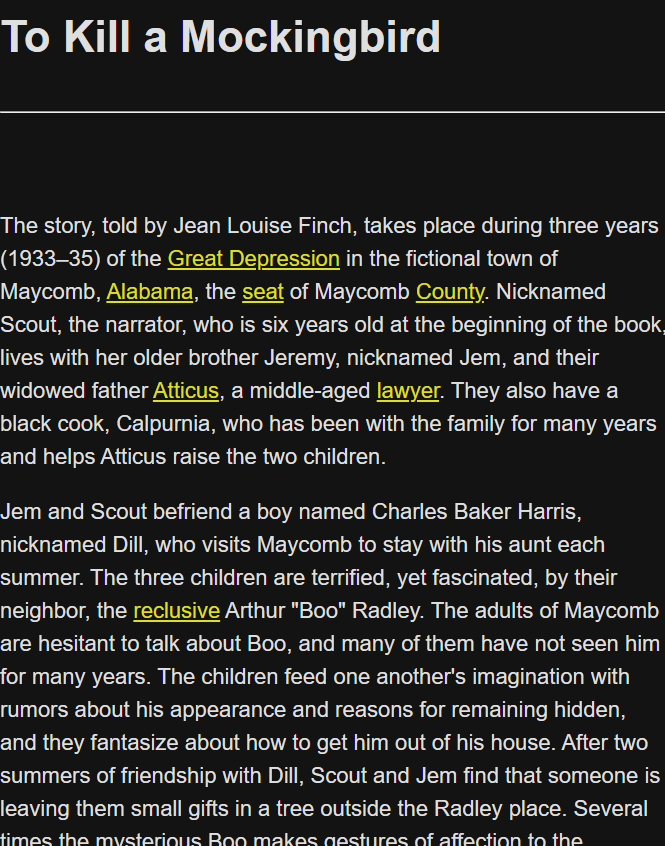 To Kill a Mockingbird
The story, told by Jean Louise Finch, takes place during three years
(1933–35) of the Great Depression in the fictional town of
Maycomb, Alabama, the seat of Maycomb County. Nicknamed
Scout, the narrator, who is six years old at the beginning of the book,
lives with her older brother Jeremy, nicknamed Jem, and their
widowed father Atticus, a middle-aged lawyer. They also have a
black cook, Calpurnia, who has been with the family for many years
and helps Atticus raise the two children.
Jem and Scout befriend a boy named Charles Baker Harris,
nicknamed Dill, who visits Maycomb to stay with his aunt each
summer. The three children are terrified, yet fascinated, by their
neighbor, the reclusive Arthur "Boo" Radley. The adults of Maycomb
are hesitant to talk about Boo, and many of them have not seen him
for many years. The children feed one another's imagination with
rumors about his appearance and reasons for remaining hidden,
and they fantasize about how to get him out of his house. After two
summers of friendship with Dill, Scout and Jem find that someone is
leaving them small gifts in a tree outside the Radley place. Several
times the mysterious Boo makes gestures of affection to the